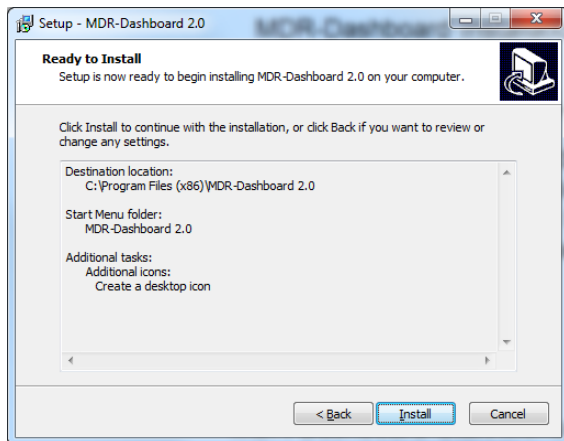 Setup - MDR-Dashboard 2.0
MDR-Dashboard
Ready to Install
Setup is now ready to begin installing MDR-Dashboard 2.0 on your computer.
Click Install to continue with the installation, or click Back if you want to review or
change any settings.
Destination location:
C:\Program Files (x86)\MDR-Dashboard 2.0
Start Menu folder:
MDR-Dashboard 2.0
Additional tasks:
Additional icons:
Create a desktop icon
< Back
Install
Cancel